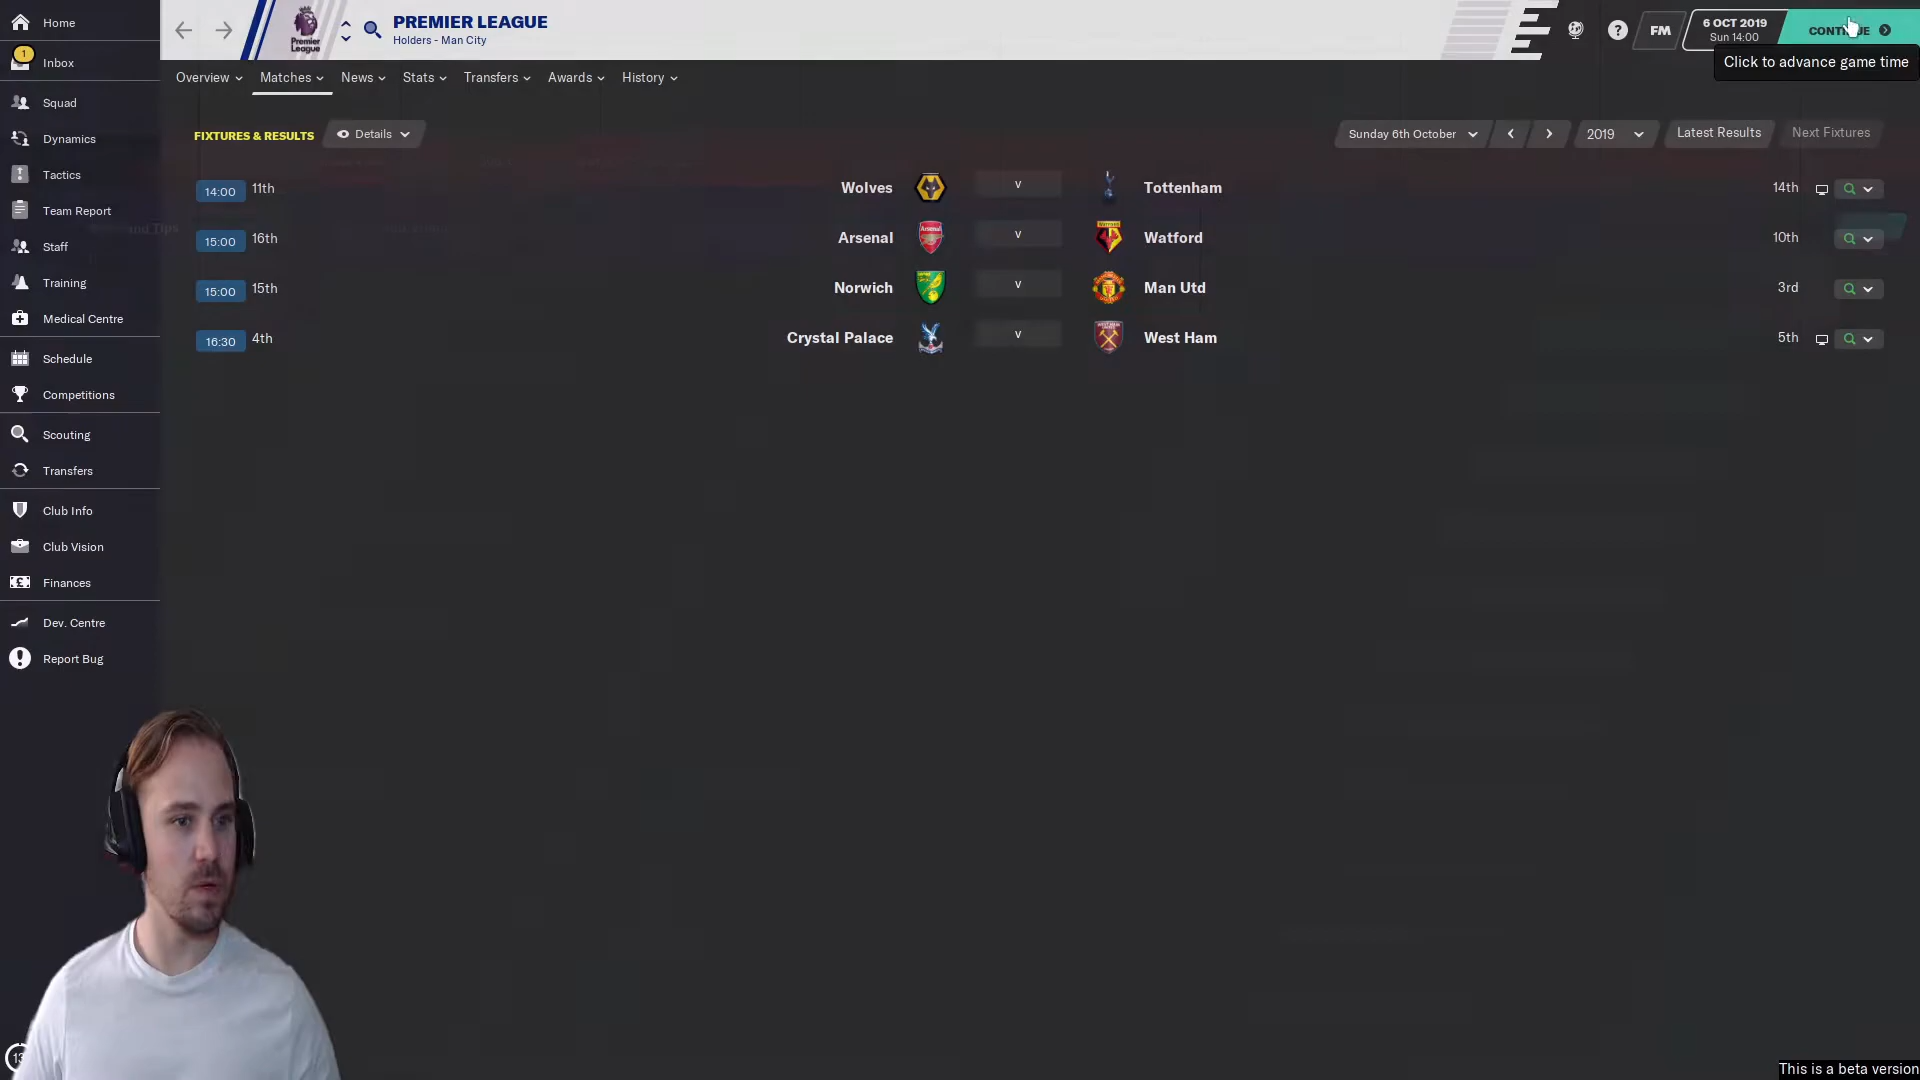 Home
PREMIER LEAGUE
Holders - Man City
Premier
League
FM
6 OCT 2019
Sun 14:00
Click to advance game time
1
Inbox
Overview
Matches
News
Stats
Transfers
Awards
History
Squad
Dynamics
Tactics
Team Report
Staff
Training
Medical Centre
Schedule
Competitions
Scouting
Transfers
Club Info
Club Vision
Finances
Dev. Centre
Report Bug
FIXTURES & RESULTS
Details
Sunday 6th October
2019
Latest Results
Next Fixtures
14:00 11th Wolves v Tottenham 14th
15:00 16th Arsenal v Watford 10th
15:00 15th Norwich v Man Utd 3rd
16:30 4th Crystal Palace v West Ham 5th
This is a beta version